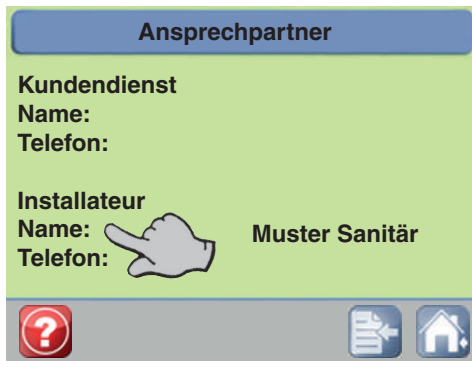 Ansprechpartner
Kundendienst
Name:
Telefon:
Installateur
Name: Muster Sanitär
Telefon:
?